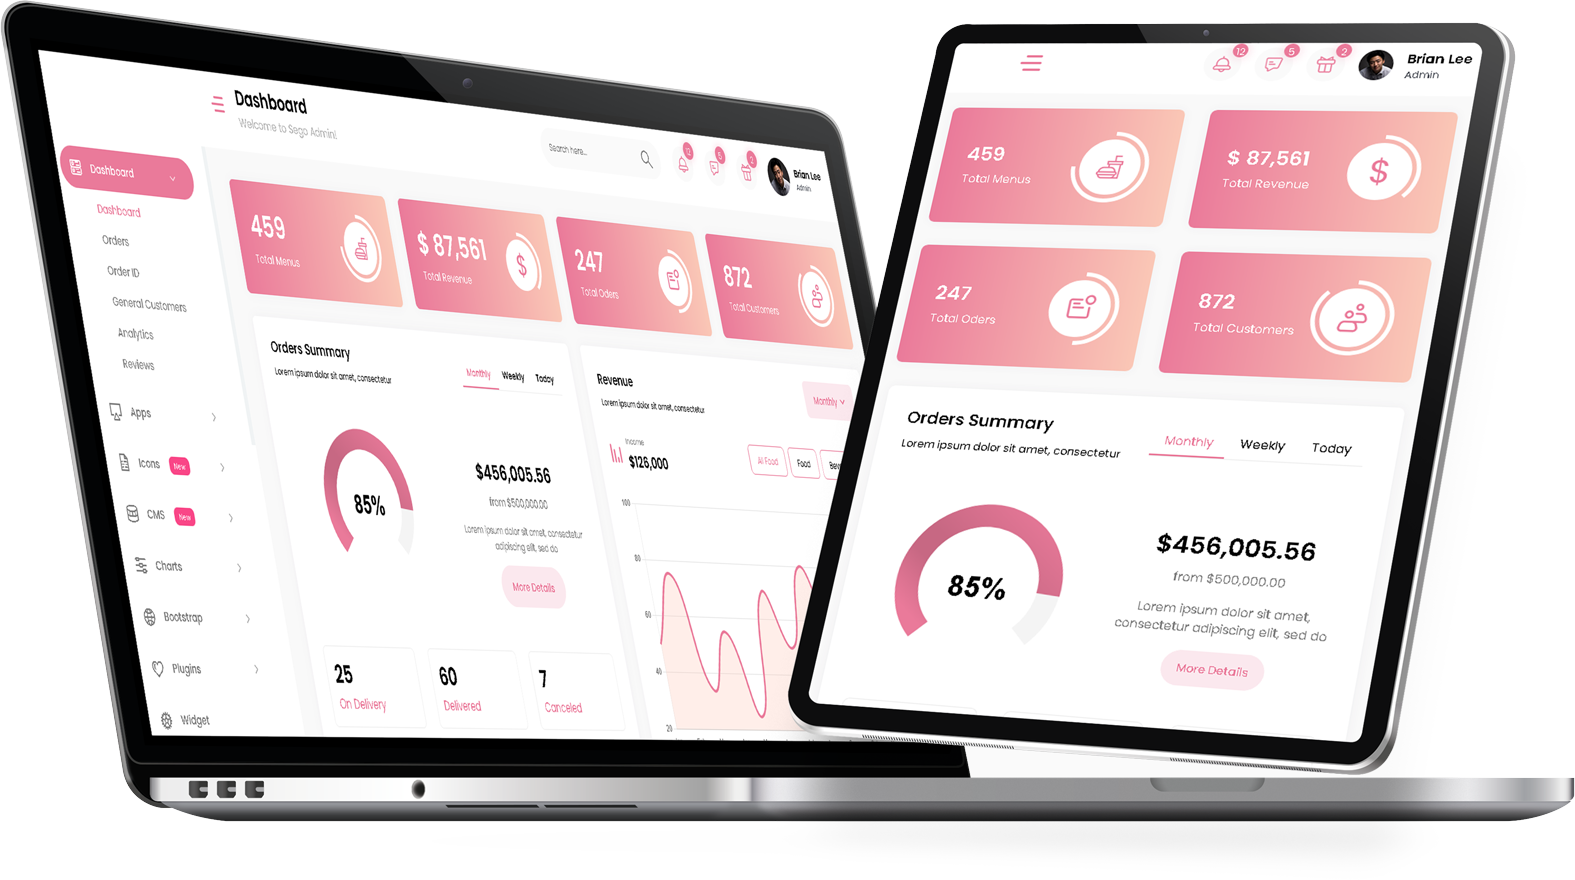 Dashboard
Welcome to Sego Admin!
Search here...
12
5
2
Brian Lee
Admin
Dashboard
Dashboard
Orders
Order ID
General Customers
Analytics
Reviews
Apps
Icons New
CMS New
Charts
Bootstrap
Plugins
Widget
459
Total Menus
$ 87,561
Total Revenue
247
Total Oders
872
Total Customers
Orders Summary
Lorem ipsum dolor sit amet, consectetur
Monthly Weekly Today
85%
$456,005.56
from $500,000.00
Lorem ipsum dolor sit amet, consectetur
adipiscing elit, sed do
More Details
25
On Delivery
60
Delivered
7
Canceled
Revenue
Lorem ipsum dolor sit amet, consectetur
Monthly
Income
$126,000
All Food Food
100
80
60
40
20
12
5
2
Brian Lee
Admin
459
Total Menus
$ 87,561
Total Revenue
247
Total Oders
872
Total Customers
Orders Summary
Lorem ipsum dolor sit amet, consectetur
Monthly Weekly Today
85%
$456,005.56
from $500,000.00
Lorem ipsum dolor sit amet,
consectetur adipiscing elit, sed do
More Details